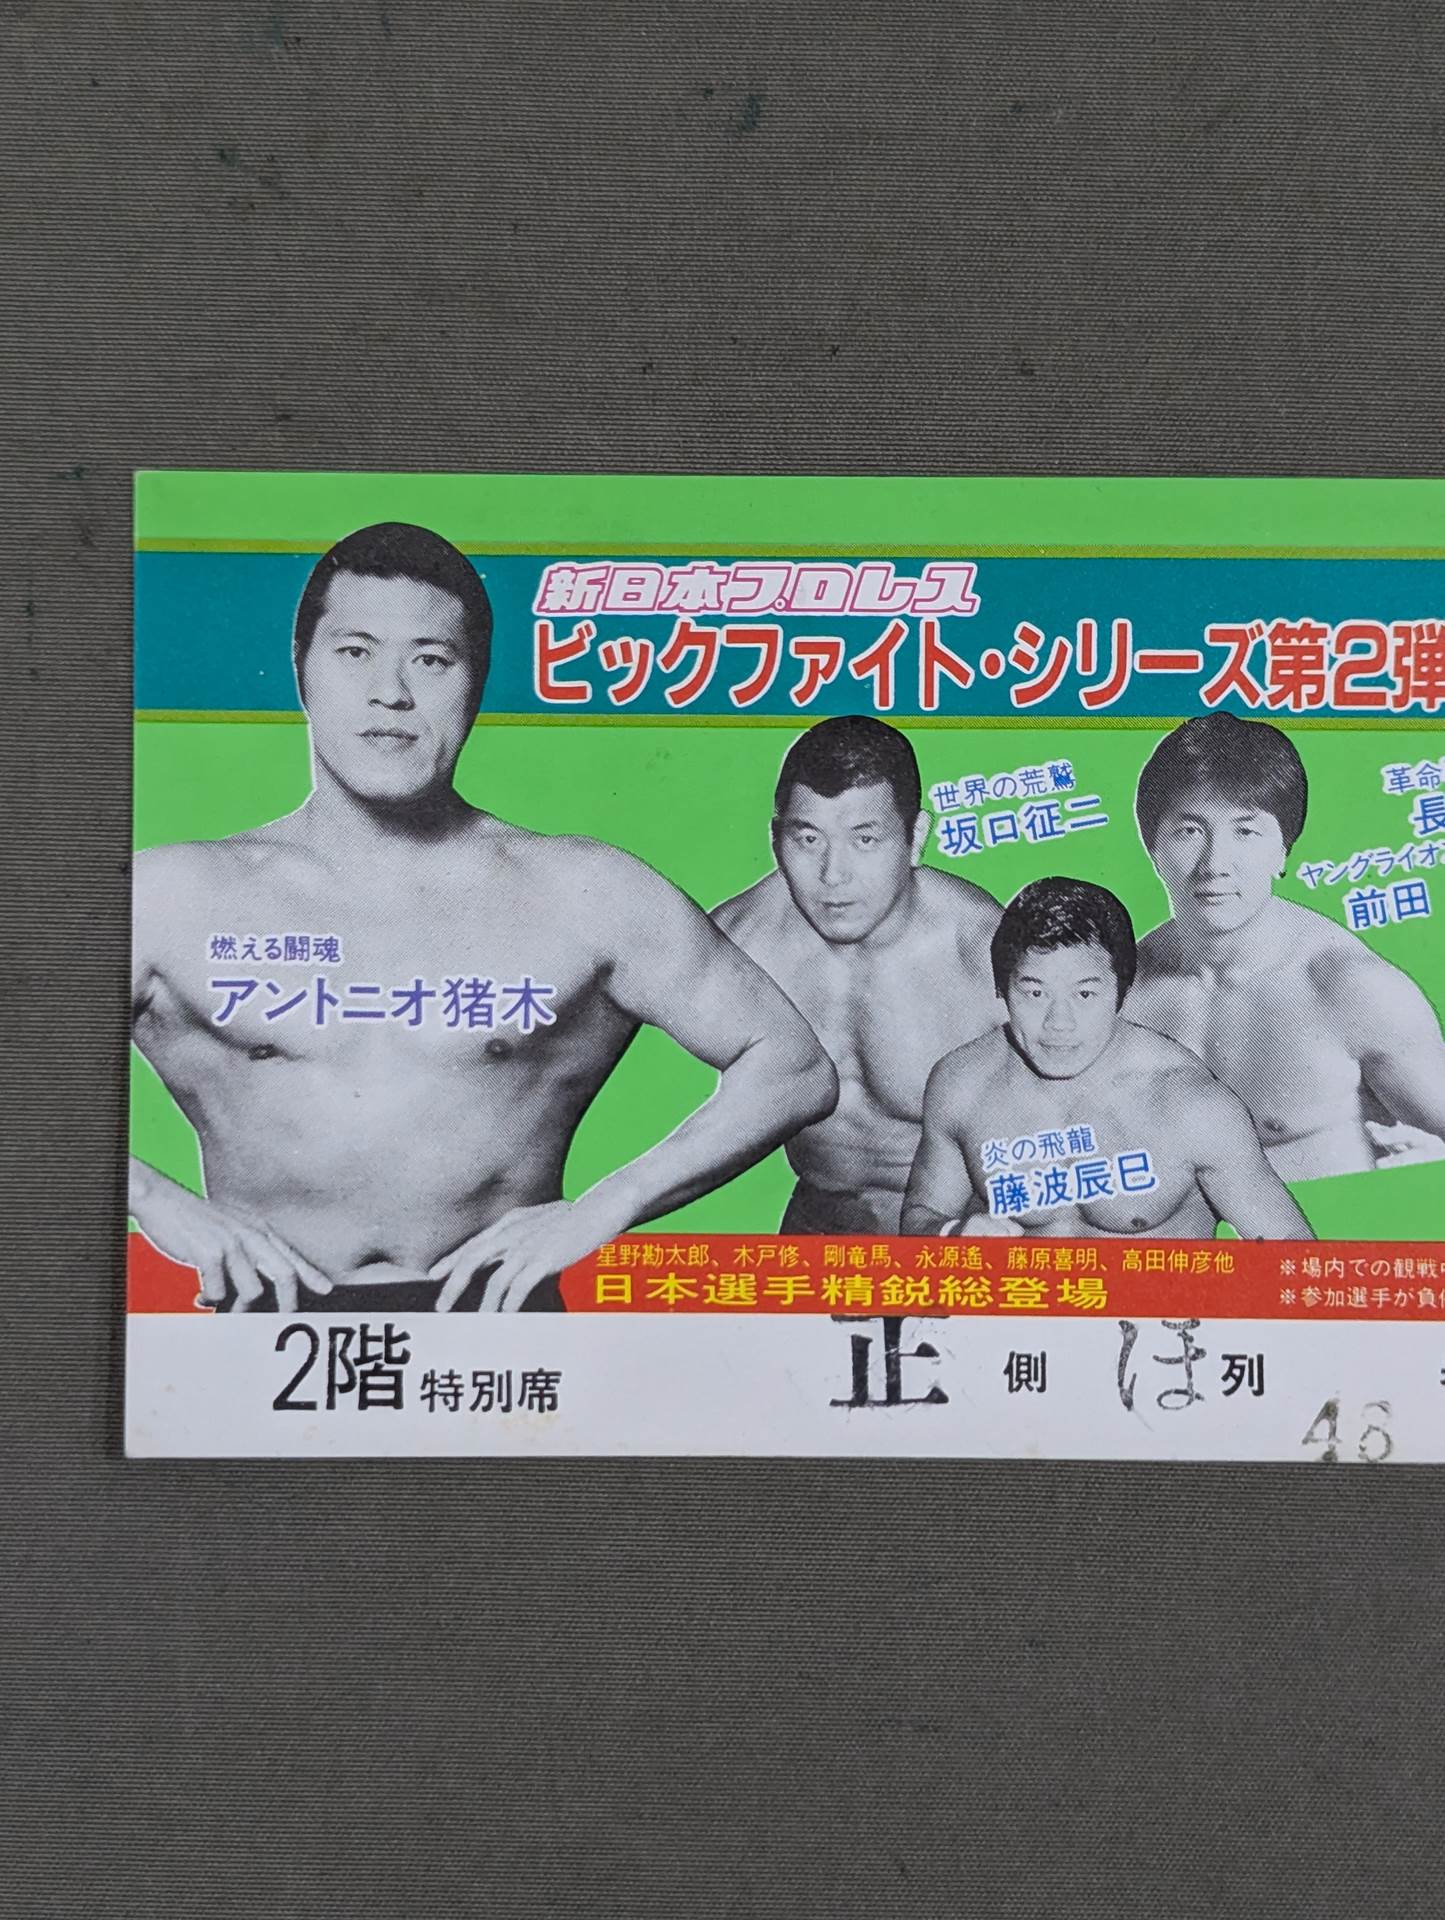 新日本プロレス
ビックファイト・シリーズ第2弾
世界の荒鷲
坂口征二
革命
長
ヤングライオ
前田
燃える闘魂
アントニオ猪木
炎の飛龍
藤波辰巳
星野勘太郎、木戸修、剛竜馬、永源遙、藤原喜明、高田伸彦他
日本選手精鋭総登場
※場内での観戦中
※参加選手が負傷
2階 特別席 正 側 ほ 列
48